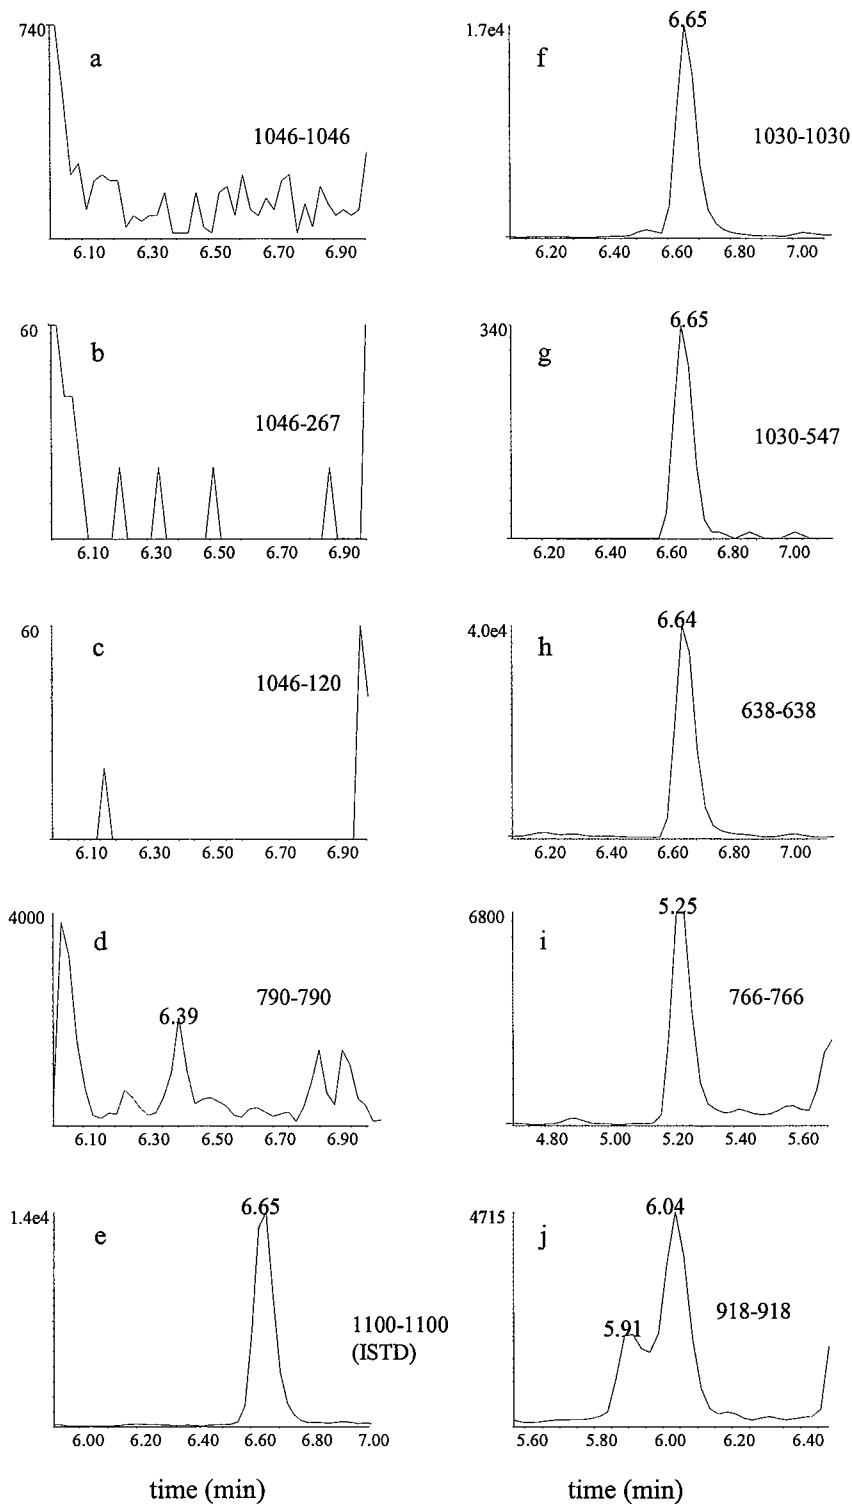 740
a
1046-1046
6.10 6.30 6.50 6.70 6.90
60
b
1046-267
6.10 6.30 6.50 6.70 6.90
60
c
1046-120
6.10 6.30 6.50 6.70 6.90
4000
d
790-790
6.39
6.10 6.30 6.50 6.70 6.90
6.65
1.4e4
e
1100-1100
(ISTD)
6.00 6.20 6.40 6.60 6.80 7.00
time (min)
6.65
1.7e4
f
1030-1030
6.20 6.40 6.60 6.80 7.00
6.65
340
g
1030-547
6.20 6.40 6.60 6.80 7.00
6.64
4.0e4
h
638-638
6.20 6.40 6.60 6.80 7.00
5.25
6800
i
766-766
4.80 5.00 5.20 5.40 5.60
6.04
4715
j
918-918
5.91
5.60 5.80 6.00 6.20 6.40
time (min)